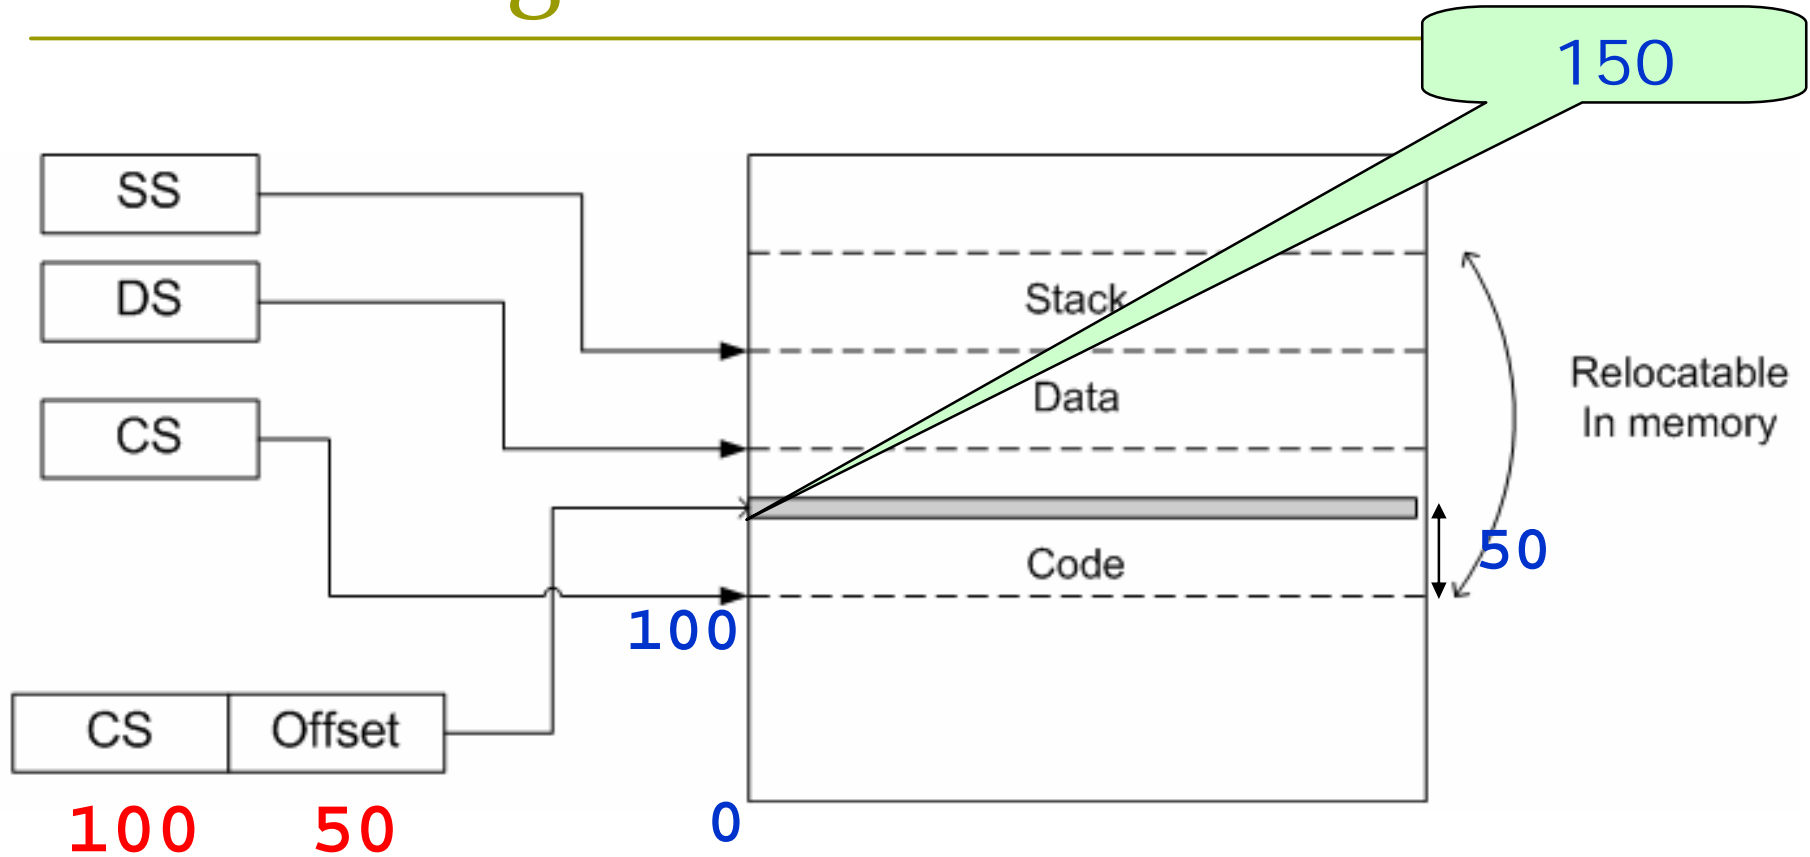 150
SS
DS
CS
Stack
Data
Code
Relocatable
In memory
50
100
CS Offset
100 50
0